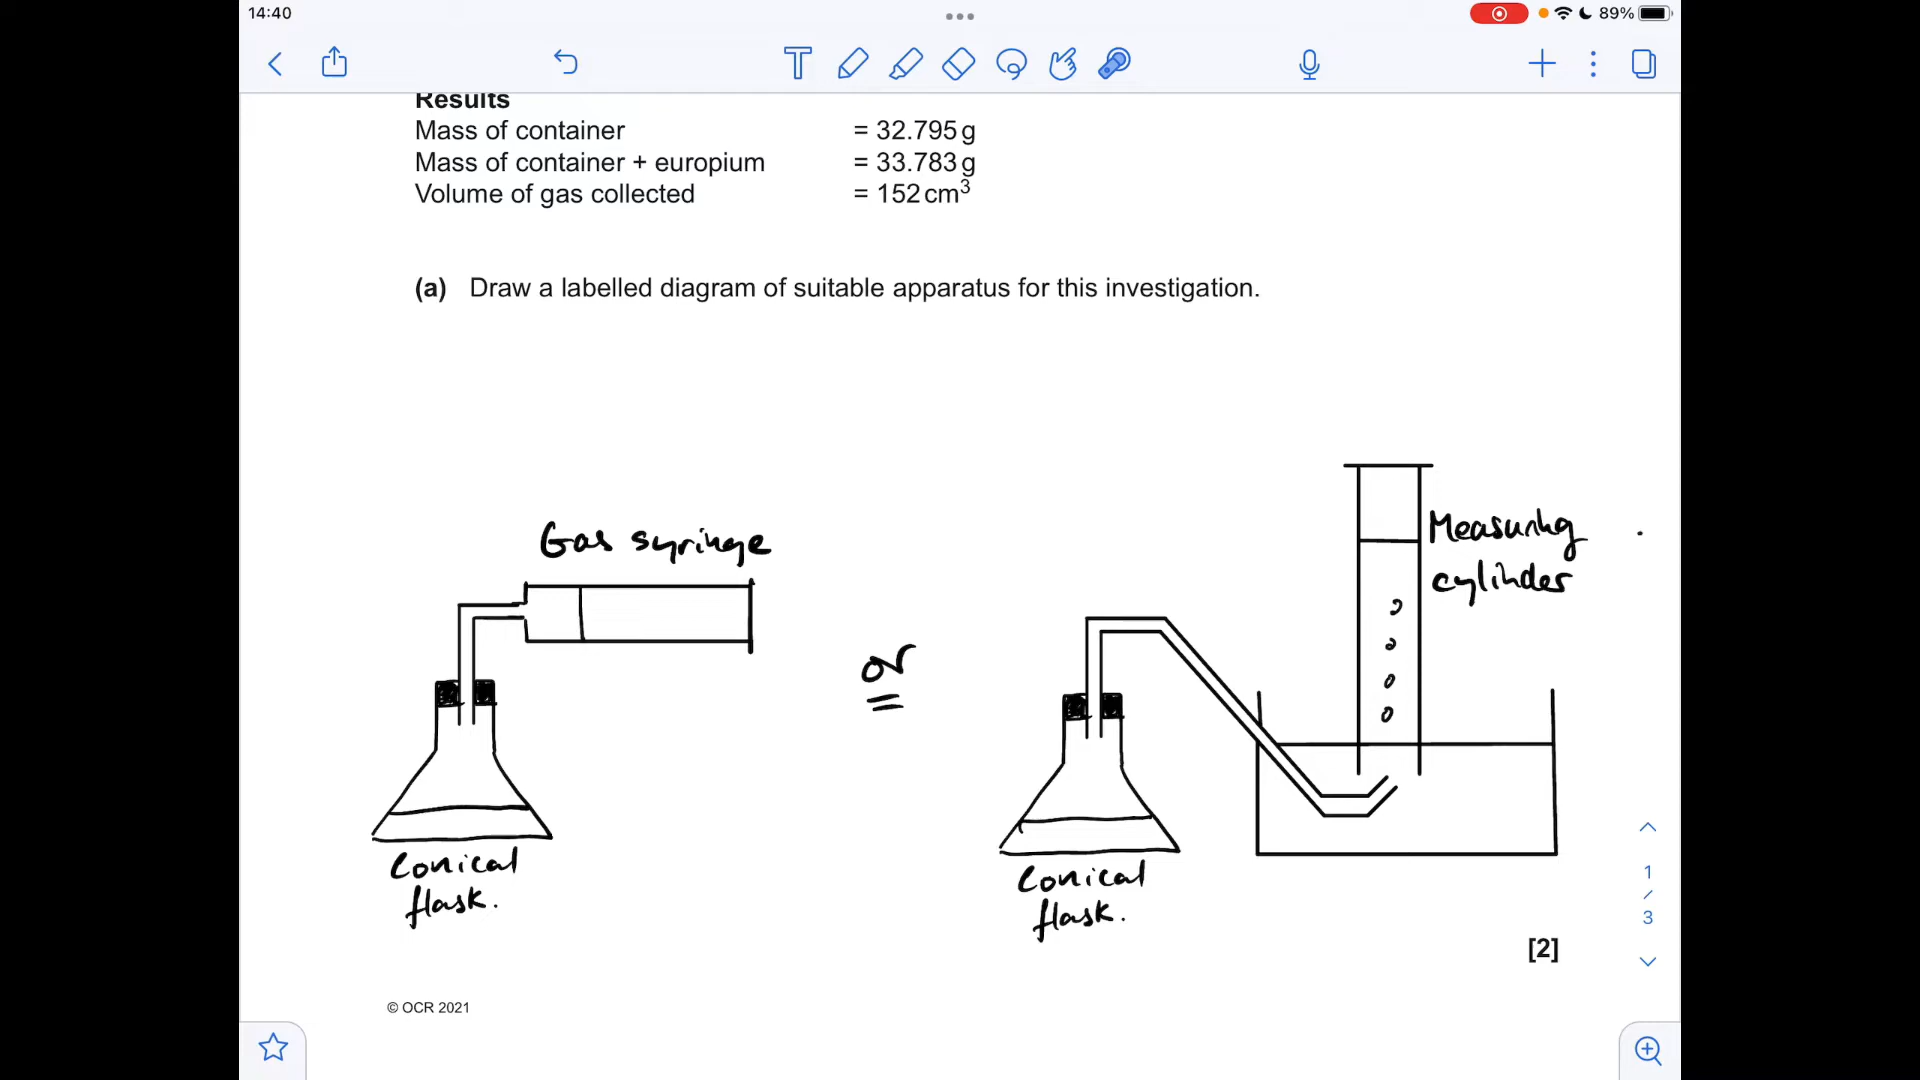 14:40
89%
Results
Mass of container = 32.795 g
Mass of container + europium = 33.783 g
Volume of gas collected = 152 cm³
(a) Draw a labelled diagram of suitable apparatus for this investigation.
Gas syringe
Measuring
cylinder
or
Conical
flask.
Conical
flask.
1
/
3
[2]
© OCR 2021